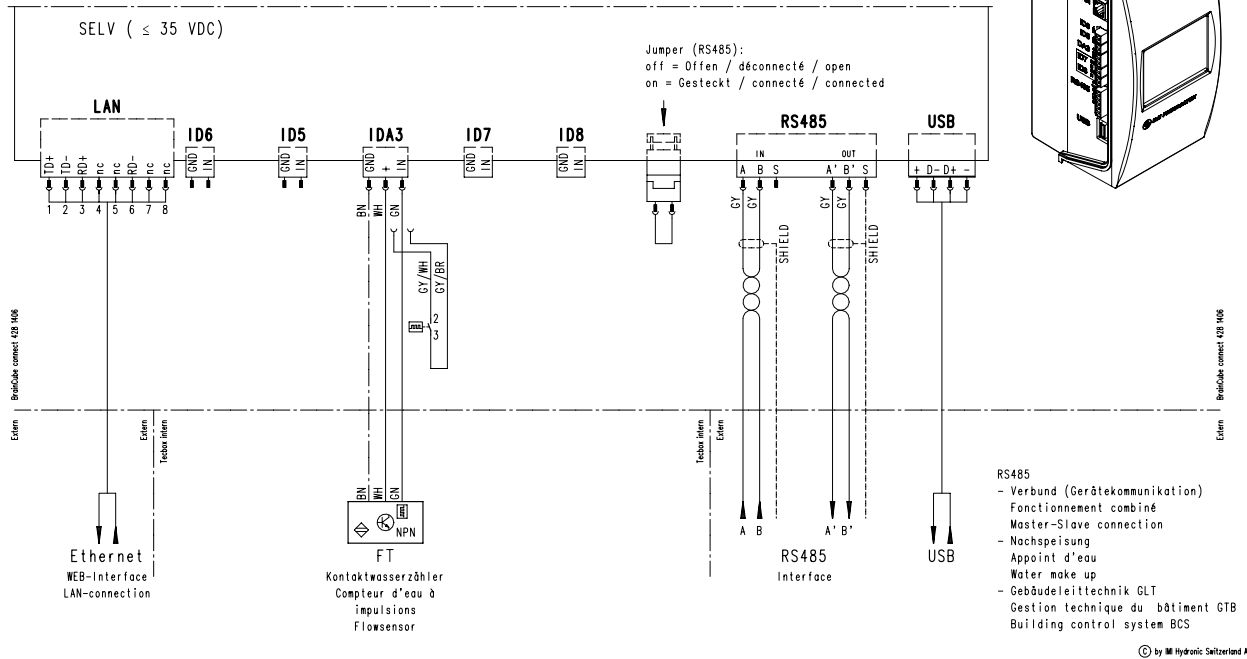 SELV ( ≤ 35 VDC)
Jumper (RS485):
off = Offen / déconnecté / open
on = Gesteckt / connecté / connected
LAN
ID6
ID5
IDA3
ID7
ID8
RS485
USB
IN
OUT
TD+
TD-
RD+
nc
nc
RD-
nc
nc
GND
IN
GND
IN
GND
+
IN
GND
IN
GND
IN
A B S
A' B' S
+ D- D+ -
1 2 3 4 5 6 7 8
BN
WH
GN
GY
GY
GY
GY
SHIELD
SHIELD
GY/WH
GY/BR
2
3
BrainCube connect 428 1406
BrainCube connect 428 1406
Extern
Extern
Tecbox intern
Tecbox intern
Extern
Extern
BN
WH
GN
NPN
A B
A' B'
Ethernet
WEB-Interface
LAN-connection
FT
Kontaktwasserzähler
Compteur d'eau à
impulsions
Flowsensor
RS485
Interface
USB
RS485
- Verbund (Gerätekommunikation)
Fonctionnement combiné
Master-Slave connection
- Nachspeisung
Appoint d'eau
Water make up
- Gebäudeleittechnik GLT
Gestion technique du bâtiment GTB
Building control system BCS
© by IMI Hydronic Switzerland A
RS485
USB